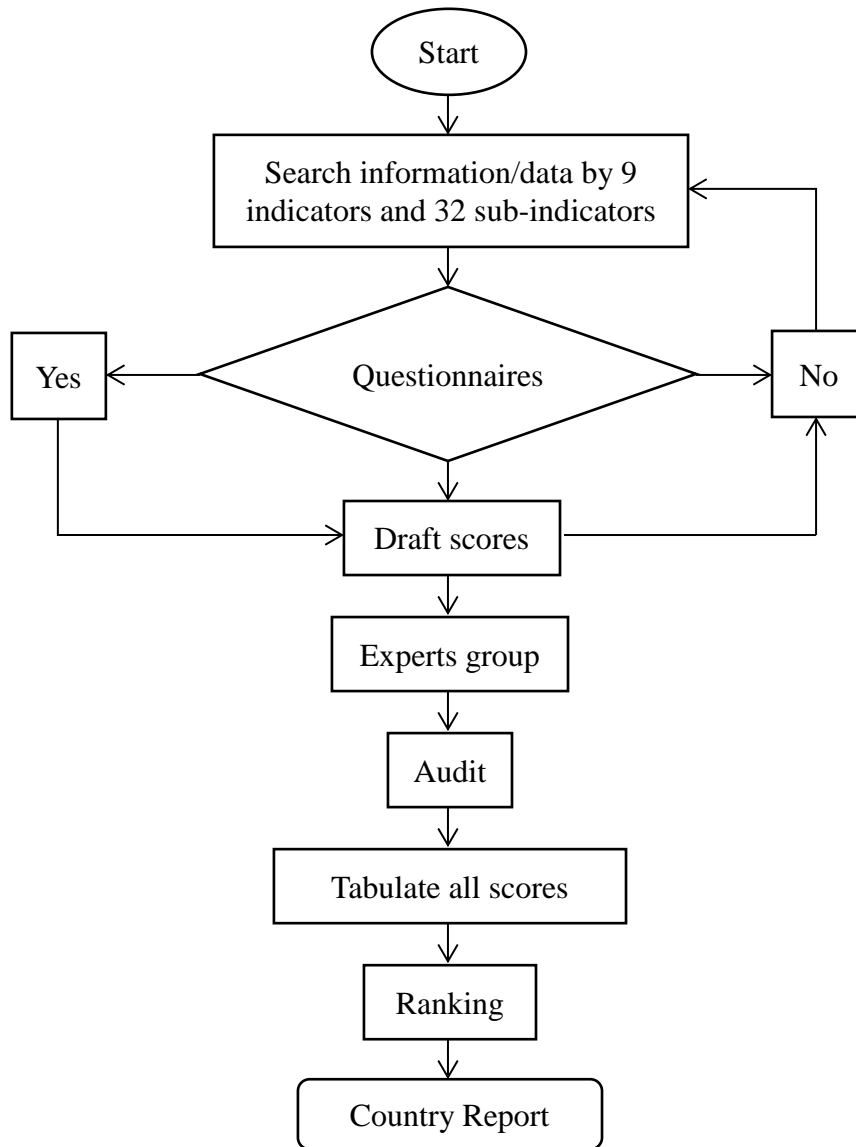 Start
Search information/data by 9
indicators and 32 sub-indicators
Yes
Questionnaires
No
Draft scores
Experts group
Audit
Tabulate all scores
Ranking
Country Report